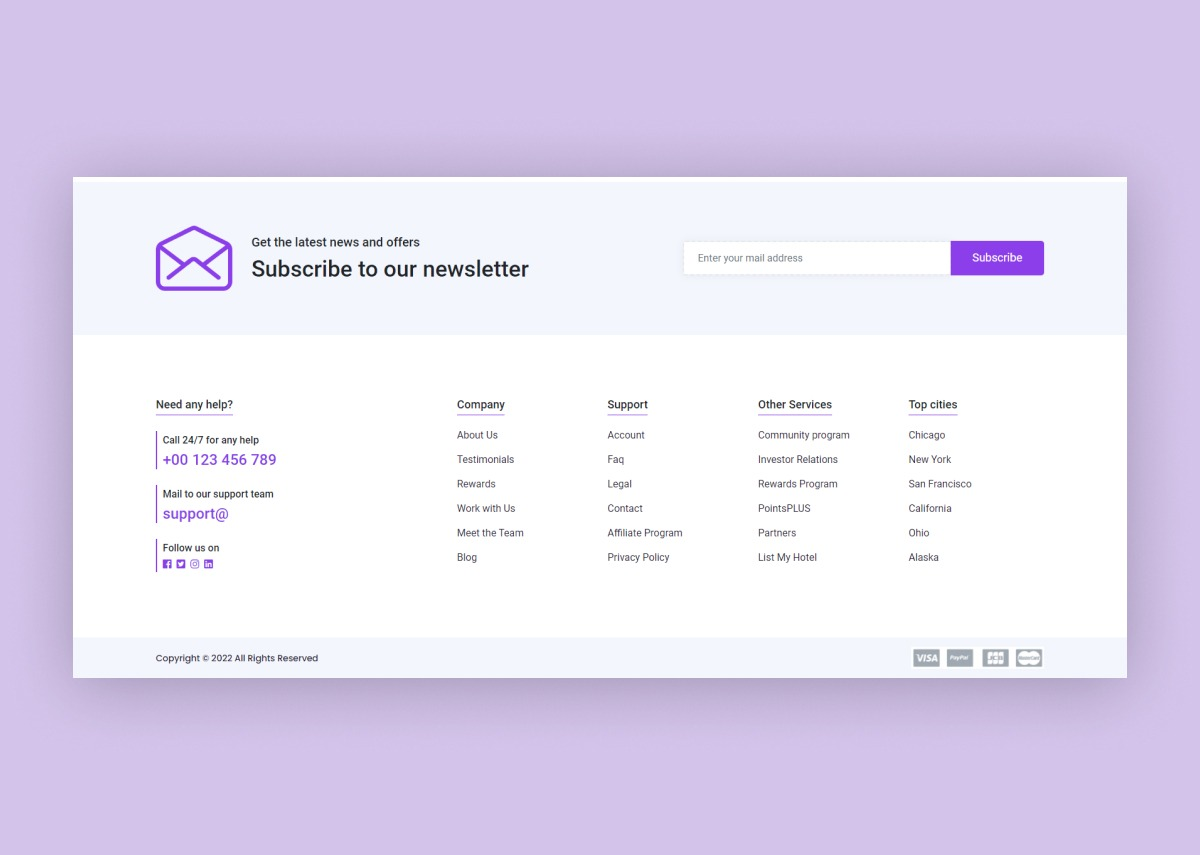 Get the latest news and offers
Subscribe to our newsletter
Enter your mail address
Subscribe
Need any help?
Call 24/7 for any help
+00 123 456 789
Mail to our support team
support@
Follow us on
Company
About Us
Testimonials
Rewards
Work with Us
Meet the Team
Blog
Support
Account
Faq
Legal
Contact
Affiliate Program
Privacy Policy
Other Services
Community program
Investor Relations
Rewards Program
PointsPLUS
Partners
List My Hotel
Top cities
Chicago
New York
San Francisco
California
Ohio
Alaska
Copyright © 2022 All Rights Reserved
VISA
PayPal
JCB
MasterCard